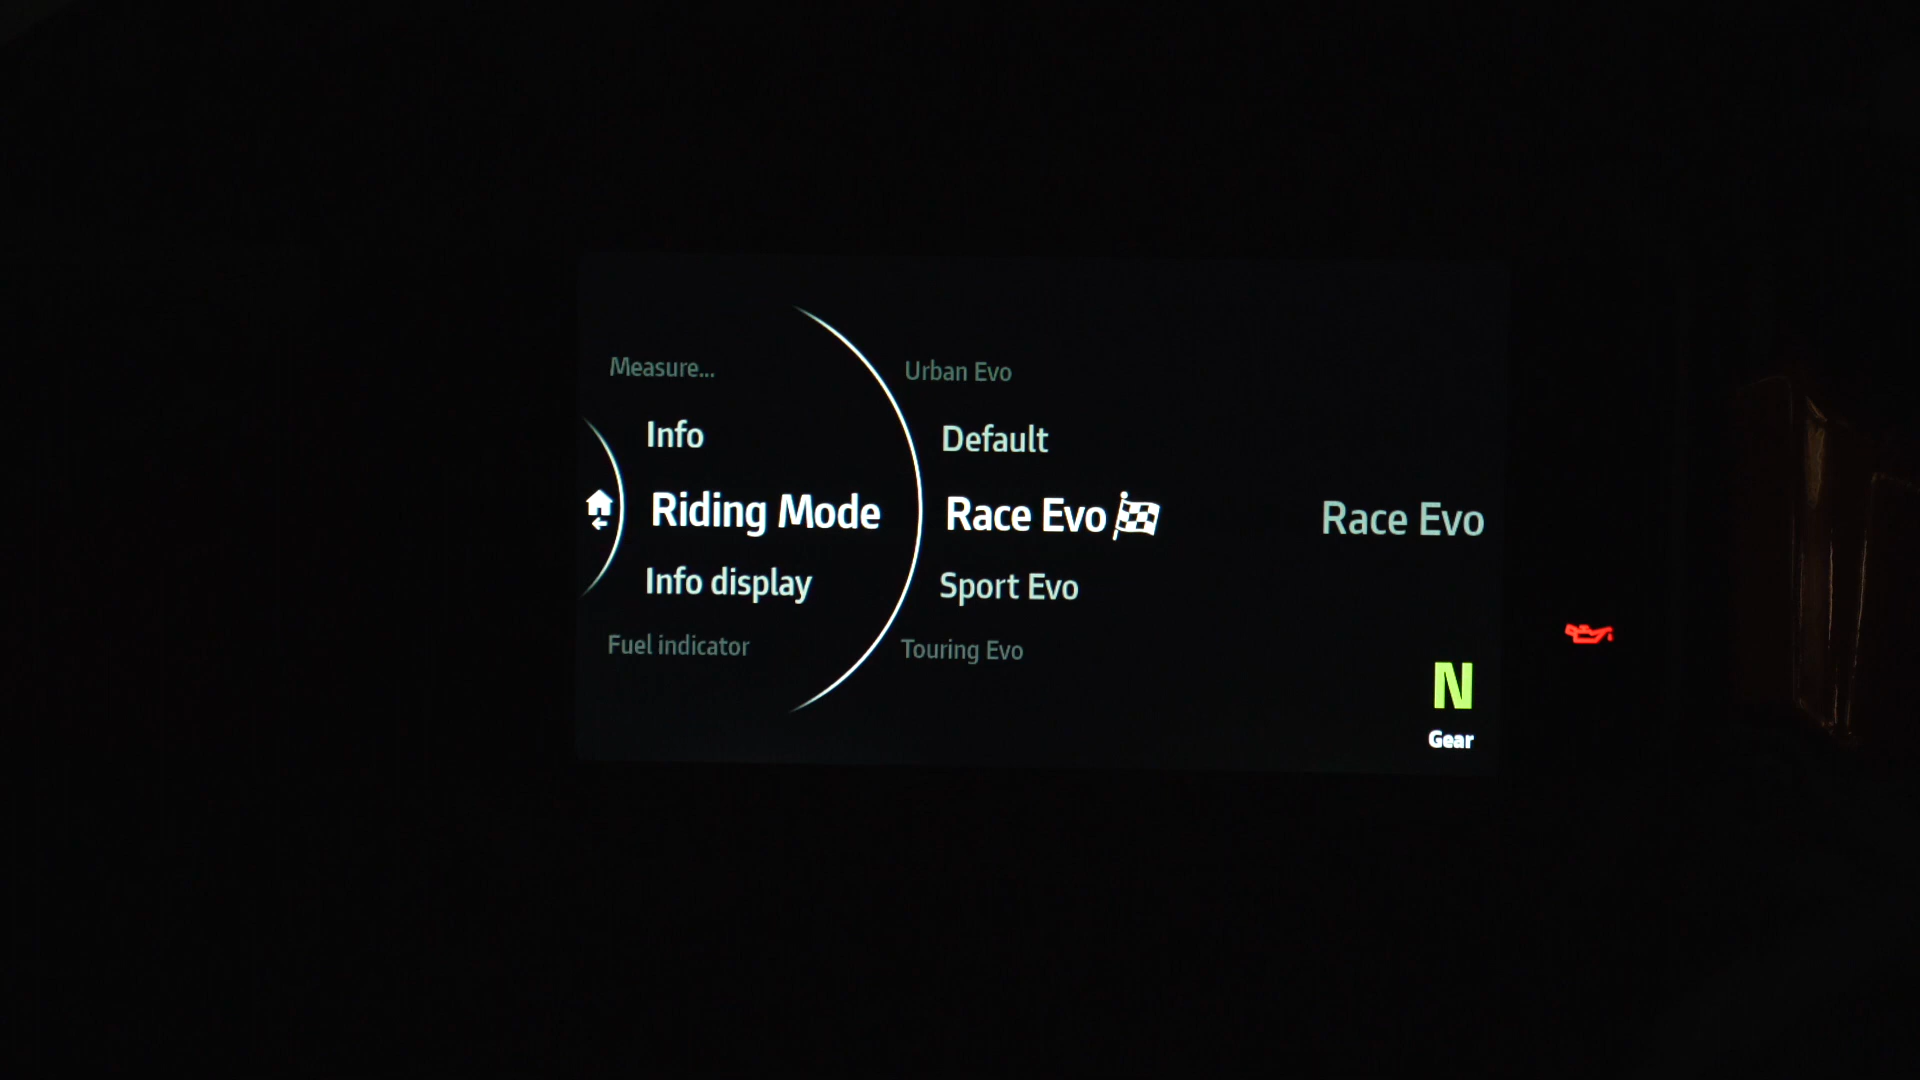 Measure...
Info
Riding Mode
Info display
Fuel indicator
Urban Evo
Default
Race Evo
Sport Evo
Touring Evo
Race Evo
N
Gear